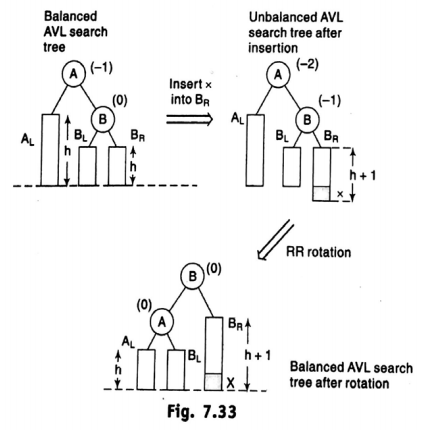 Balanced
AVL search
tree
A (−1)
(0)
B
A_L
h
B_L
B_R
h
Insert ×
into B_R
Unbalanced AVL
search tree after
insertion
A (−2)
(−1)
B
A_L
B_L
B_R
h + 1
×
RR rotation
B (0)
(0)
A
A_L
h
B_L
B_R
h + 1
X
Balanced AVL search
tree after rotation
Fig. 7.33